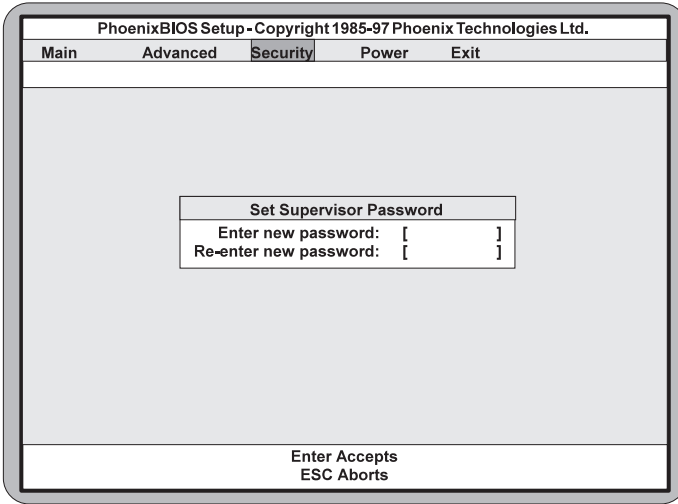 PhoenixBIOS Setup - Copyright 1985-97 Phoenix Technologies Ltd.
Main Advanced Security Power Exit
Set Supervisor Password
Enter new password: [ ]
Re-enter new password: [ ]
Enter Accepts
ESC Aborts